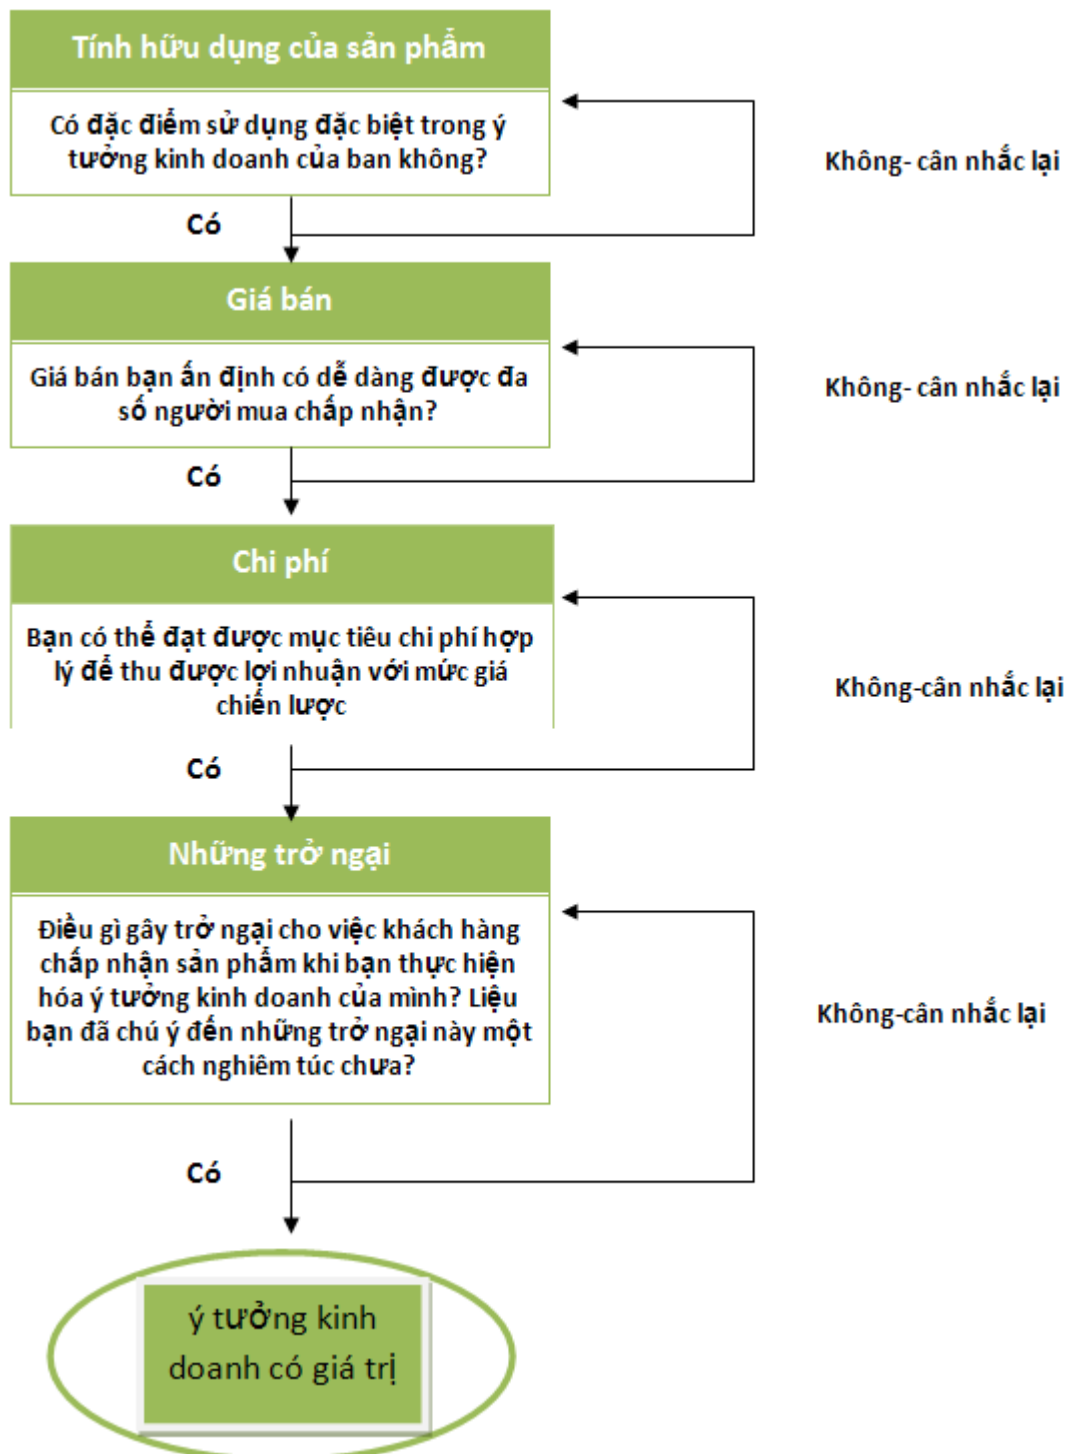 Tính hữu dụng của sản phẩm
Có đặc điểm sử dụng đặc biệt trong ý
tưởng kinh doanh của ban không?
Không- cân nhắc lại
Có
Giá bán
Giá bán bạn ấn định có dễ dàng được đa
số người mua chấp nhận?
Không- cân nhắc lại
Có
Chi phí
Bạn có thể đạt được mục tiêu chi phí hợp
lý để thu được lợi nhuận với mức giá
chiến lược
Không-cân nhắc lại
Có
Những trở ngại
Điều gì gây trở ngại cho việc khách hàng
chấp nhận sản phẩm khi bạn thực hiện
hóa ý tưởng kinh doanh của mình? Liệu
bạn đã chú ý đến những trở ngại này một
cách nghiêm túc chưa?
Không-cân nhắc lại
Có
ý tưởng kinh
doanh có giá trị